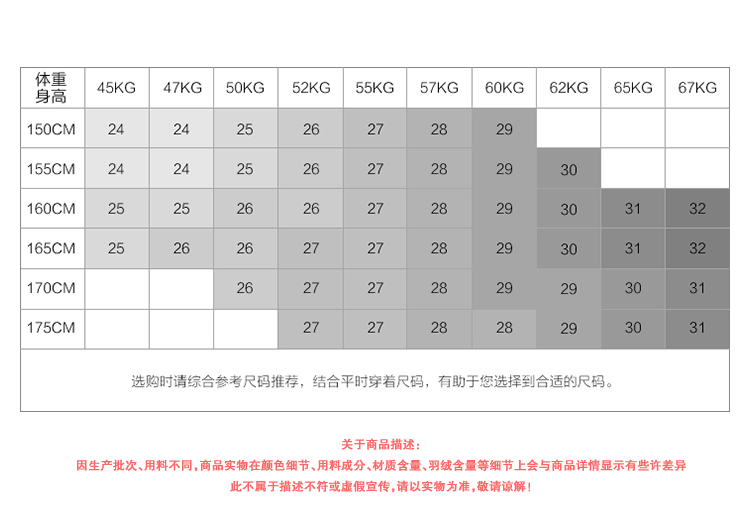 体重
身高 45KG 47KG 50KG 52KG 55KG 57KG 60KG 62KG 65KG 67KG
150CM 24 24 25 26 27 28 29
155CM 24 24 25 26 27 28 29 30
160CM 25 25 26 26 27 28 29 30 31 32
165CM 25 26 26 27 27 28 29 30 31 32
170CM 26 27 27 28 29 29 30 31
175CM 27 27 28 28 29 30 31
选购时请综合参考尺码推荐，结合平时穿着尺码，有助于您选择到合适的尺码。
关于商品描述：
因生产批次、用料不同，商品实物在颜色细节、用料成分、材质含量、羽绒含量等细节上会与商品详情显示有些许差异
此不属于描述不符或虚假宣传，请以实物为准，敬请谅解！